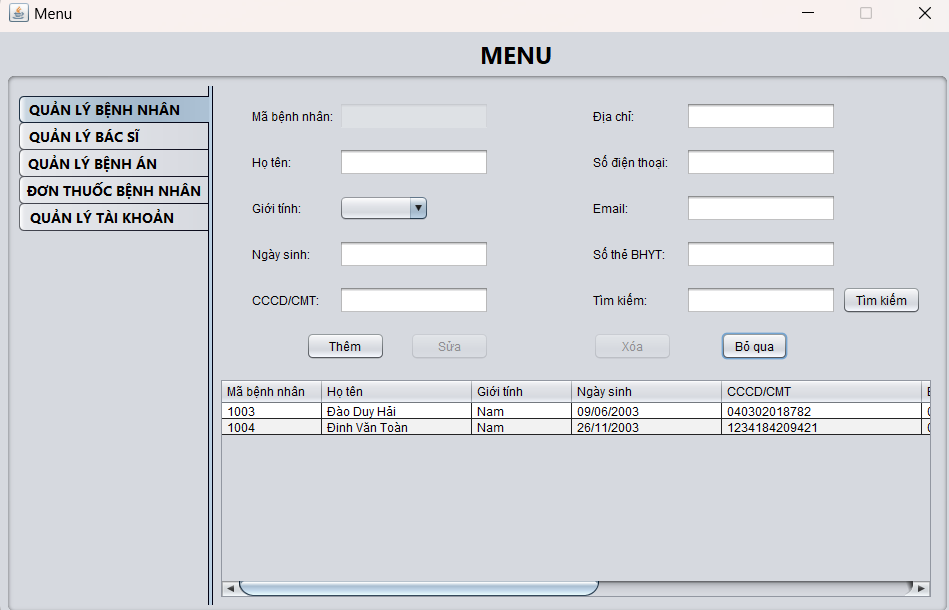 Menu
MENU
QUẢN LÝ BỆNH NHÂN
QUẢN LÝ BÁC SĨ
QUẢN LÝ BỆNH ÁN
ĐƠN THUỐC BỆNH NHÂN
QUẢN LÝ TÀI KHOẢN
Mã bệnh nhân: Địa chỉ:
Họ tên: Số điện thoại:
Giới tính: Email:
Ngày sinh: Số thẻ BHYT:
CCCD/CMT: Tìm kiếm: Tìm kiếm
Thêm Sửa Xóa Bỏ qua
Mã bệnh nhân Họ tên Giới tính Ngày sinh CCCD/CMT
1003 Đào Duy Hải Nam 09/06/2003 040302018782
1004 Đinh Văn Toàn Nam 26/11/2003 1234184209421